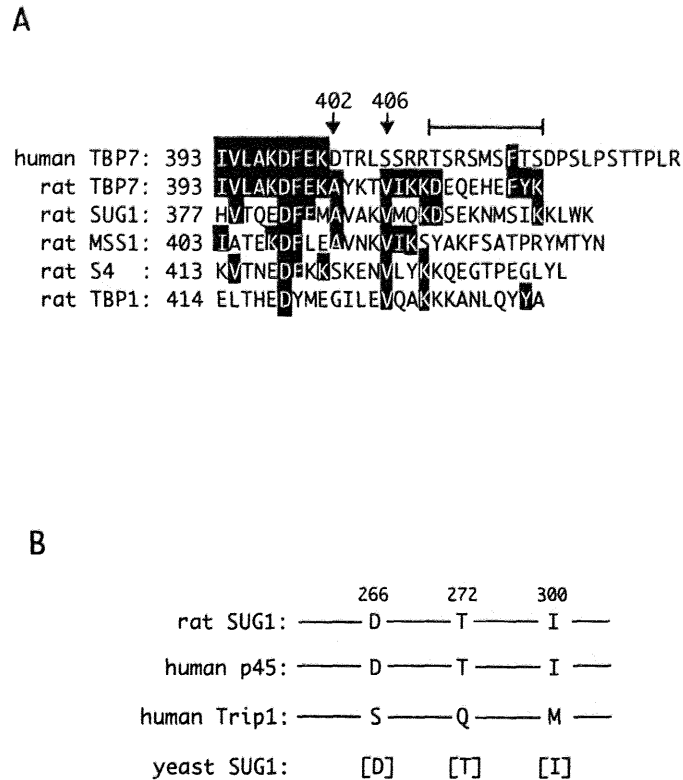 A
402 406
human TBP7: 393 IVLAKDFEKDTRLSSRRTSRSMSFTSDPSLPSTTPLR
rat TBP7: 393 IVLAKDFEKAYKTVIKKDEQEHEFYK
rat SUG1: 377 HVTQEDFEMAVAKVMQKDSEKNMSIKKLWK
rat MSS1: 403 IATEKDFLEAVNKVIKSYAKFSATPRYMTYN
rat S4 : 413 KVTNEDFKKSKENVLYKKQEGTPEGLYL
rat TBP1: 414 ELTHEDYMEGILEVQAKKKANLQYYA
B
266 272 300
rat SUG1: D T I
human p45: D T I
human Trip1: S Q M
yeast SUG1: [D] [T] [I]